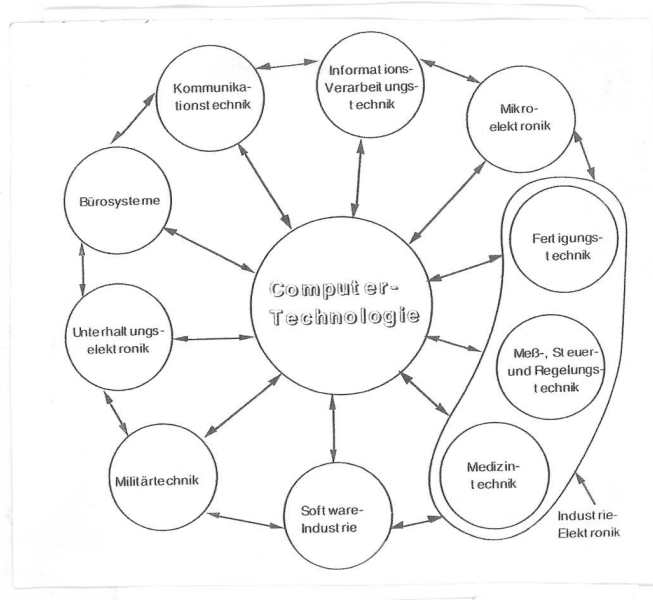 Informations-
Verarbeitungs-
technik
Kommunika-
tionstechnik
Mikro-
elektronik
Bürosysteme
Fertigungs-
technik
Computer-
Technologie
Unterhaltungs-
elektronik
Meß-, Steuer-
und Regelungs-
technik
Militärtechnik
Medizin-
technik
Software-
Industrie
Industrie-
Elektronik